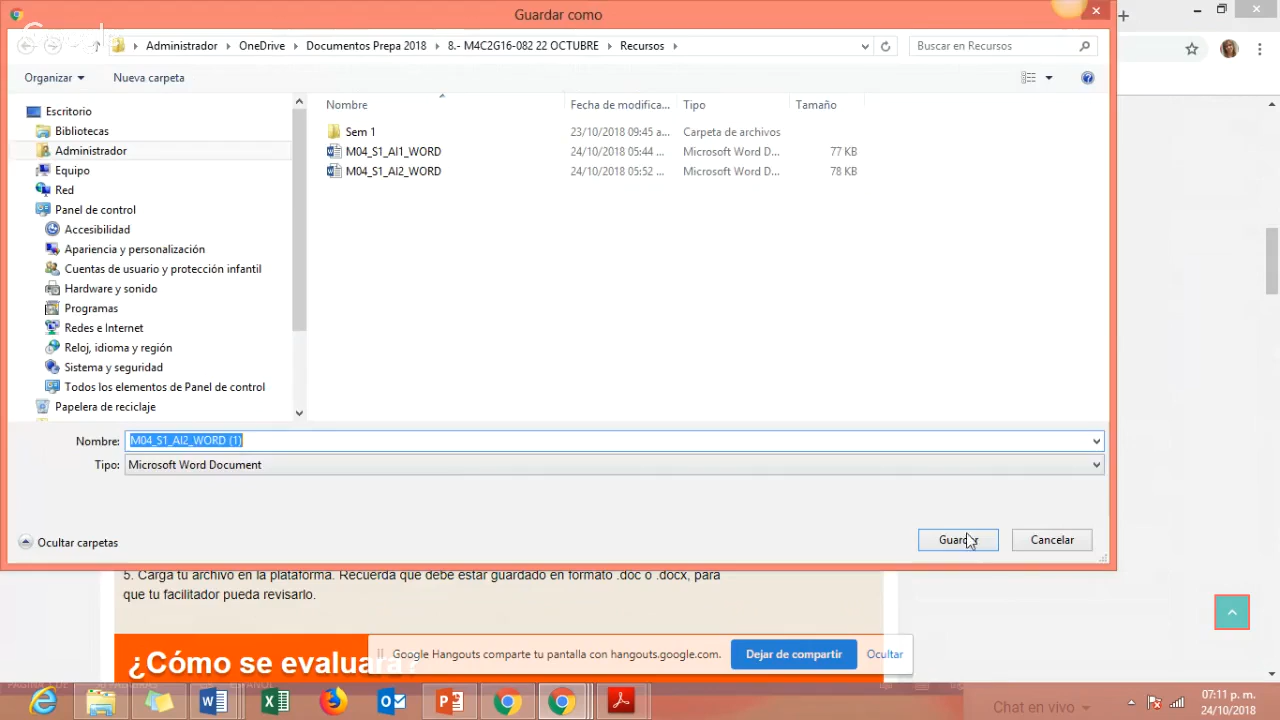 Guardar como
Administrador
OneDrive
Documentos Prepa 2018
8.- M4C2G16-082 22 OCTUBRE
Recursos
Buscar en Recursos
Organizar
Nueva carpeta
Escritorio
Bibliotecas
Administrador
Equipo
Red
Panel de control
Accesibilidad
Apariencia y personalización
Cuentas de usuario y protección infantil
Hardware y sonido
Programas
Redes e Internet
Reloj, idioma y región
Sistema y seguridad
Todos los elementos de Panel de control
Papelera de reciclaje
Nombre Fecha de modifica... Tipo Tamaño
Sem 1 23/10/2018 09:45 a... Carpeta de archivos
M04_S1_AI1_WORD 24/10/2018 05:44 ... Microsoft Word D... 77 KB
M04_S1_AI2_WORD 24/10/2018 05:52 ... Microsoft Word D... 78 KB
Nombre: M04_S1_AI2_WORD (1)
Tipo: Microsoft Word Document
Ocultar carpetas
Guardar
Cancelar
5. Carga tu archivo en la plataforma. Recuerda que debe estar guardado en formato .doc o .docx, para
que tu facilitador pueda revisarlo.
¿Cómo se evaluará?
Google Hangouts comparte tu pantalla con hangouts.google.com.
Dejar de compartir
Ocultar
Chat en vivo
07:11 p. m.
24/10/2018